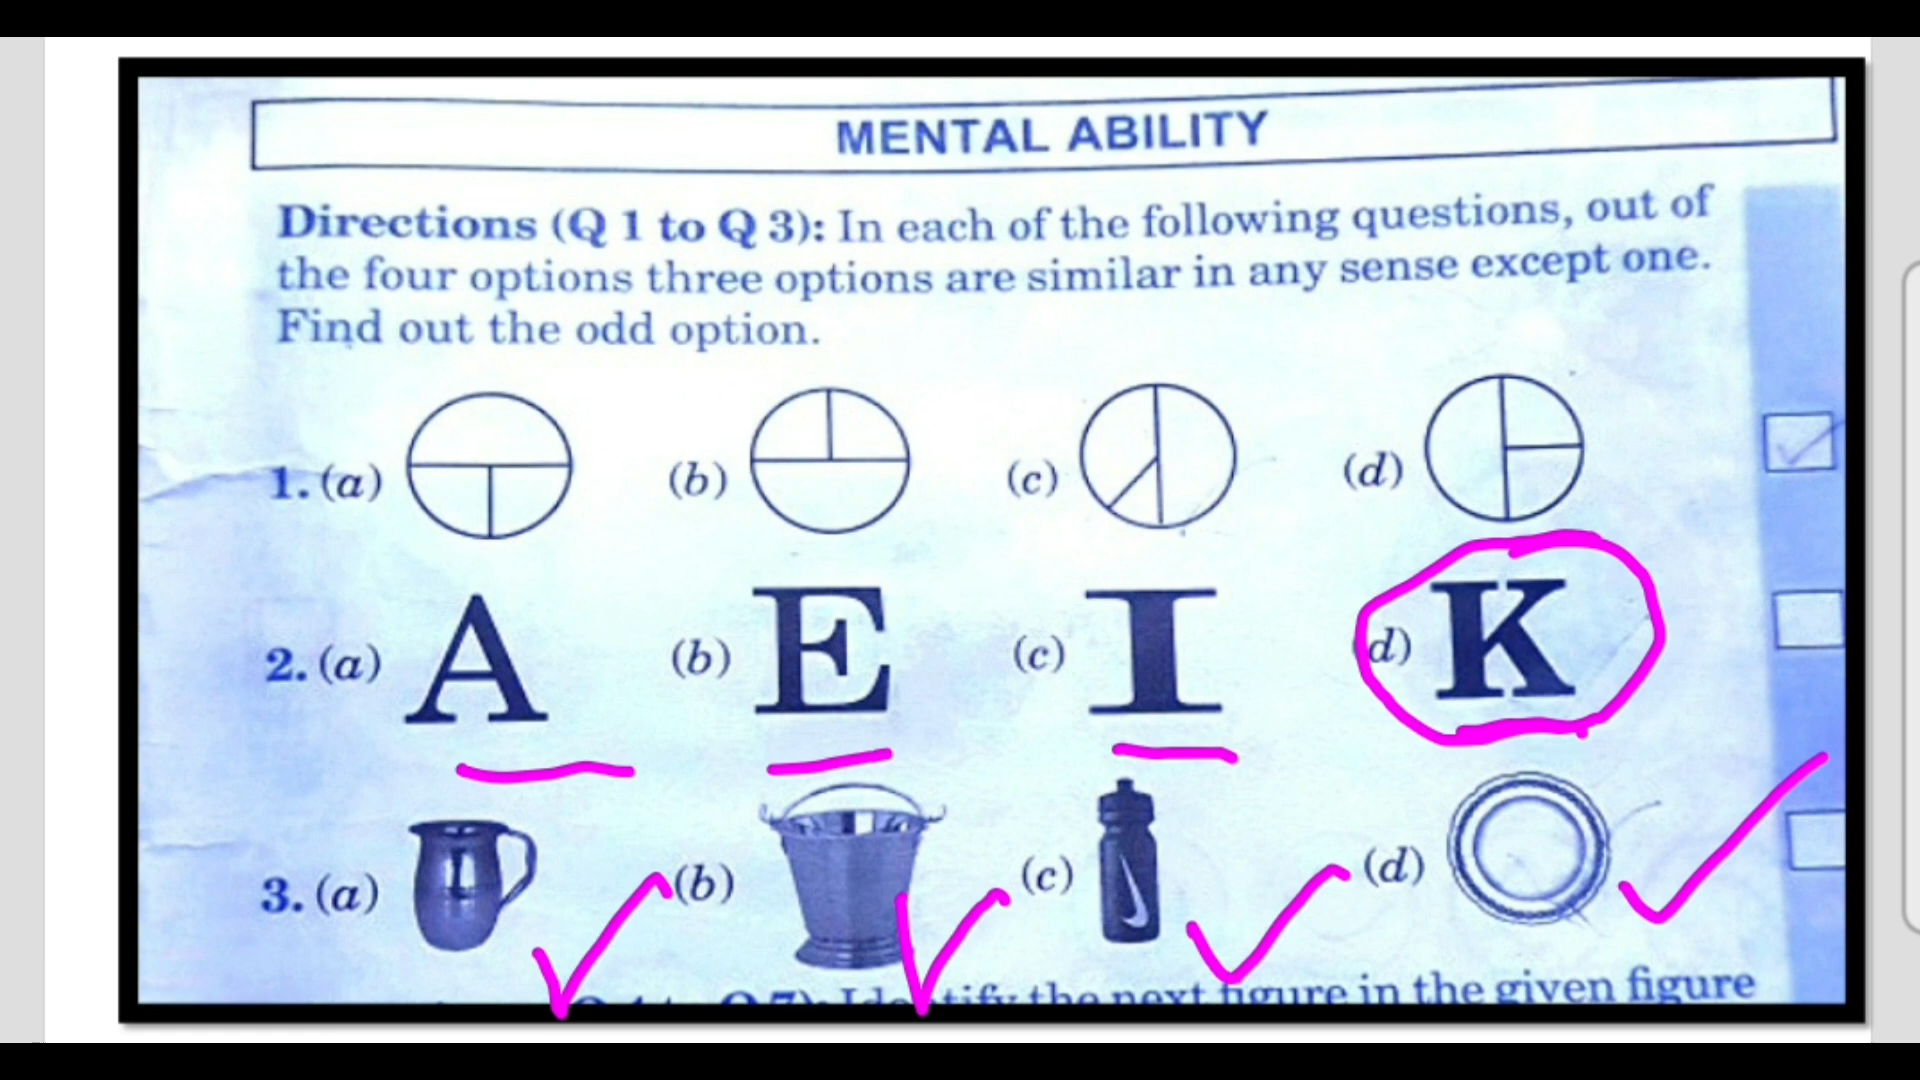 MENTAL ABILITY
Directions (Q 1 to Q 3): In each of the following questions, out of
the four options three options are similar in any sense except one.
Find out the odd option.
1. (a) (b) (c) (d)
2. (a) A (b) E (c) I (d) K
3. (a) (b) (c) (d)
the next figure in the given figure